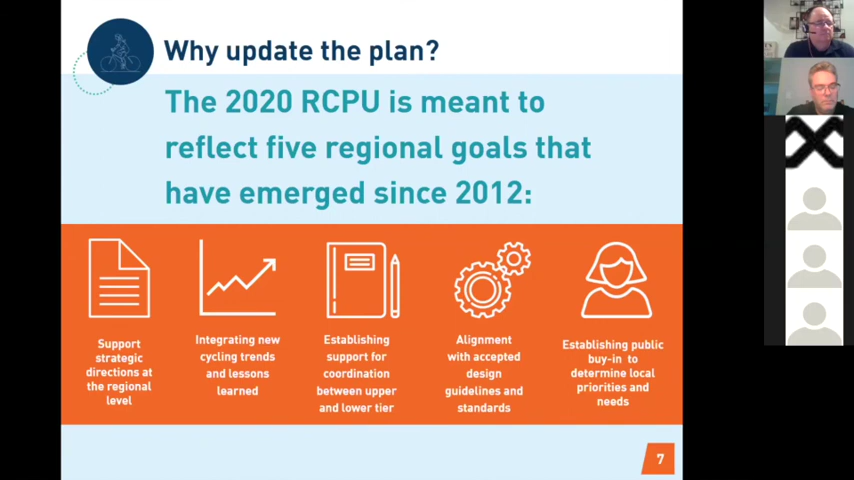 Why update the plan?
The 2020 RCPU is meant to
reflect five regional goals that
have emerged since 2012:
Support
strategic
directions at
the regional
level
Integrating new
cycling trends
and lessons
learned
Establishing
support for
coordination
between upper
and lower tier
Alignment
with accepted
design
guidelines and
standards
Establishing public
buy-in to
determine local
priorities and
needs
7